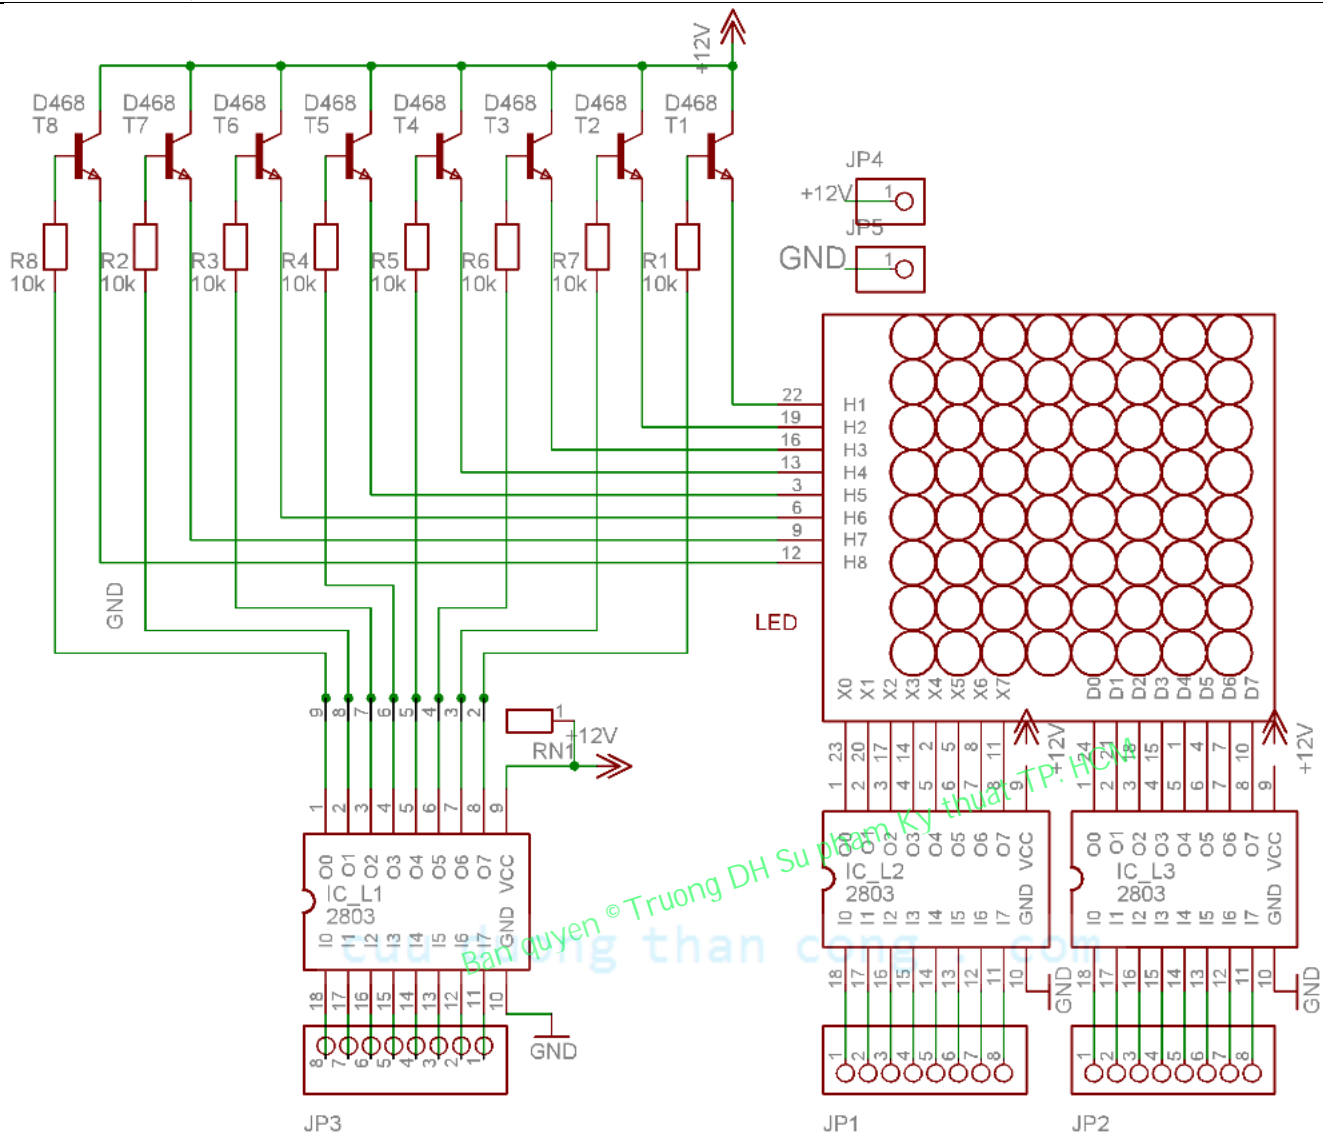 +12V
D468 D468 D468 D468 D468 D468 D468 D468
T8 T7 T6 T5 T4 T3 T2 T1
JP4
+12V 1
JP5
GND 1
R8 R2 R3 R4 R5 R6 R7 R1
10k 10k 10k 10k 10k 10k 10k 10k
22 H1
19 H2
16 H3
13 H4
3 H5
6 H6
9 H7
12 H8
GND
LED
X0 X1 X2 X3 X4 X5 X6 X7 D0 D1 D2 D3 D4 D5 D6 D7
9 8 7 6 5 4 3 2 1
+12V
RN1
+12V
+12V
23 20 17 14 2 5 8 11 24 21 18 15 1 4 7 10
1 2 3 4 5 6 7 8 9 1 2 3 4 5 6 7 8 9
1 2 3 4 5 6 7 8 9
O0 O1 O2 O3 O4 O5 O6 O7 VCC
IC_L1
2803
I0 I1 I2 I3 I4 I5 I6 I7 GND
O0 O1 O2 O3 O4 O5 O6 O7 VCC
IC_L2
2803
I0 I1 I2 I3 I4 I5 I6 I7 GND
O0 O1 O2 O3 O4 O5 O6 O7 VCC
IC_L3
2803
I0 I1 I2 I3 I4 I5 I6 I7 GND
Ban quyen © Truong DH Su pham Ky thuat TP. HCM
cuu duong than cong . com
18 17 16 15 14 13 12 11 10
GND
18 17 16 15 14 13 12 11 10
GND
18 17 16 15 14 13 12 11 10
GND
8 7 6 5 4 3 2 1
1 2 3 4 5 6 7 8
1 2 3 4 5 6 7 8
JP3
JP1
JP2